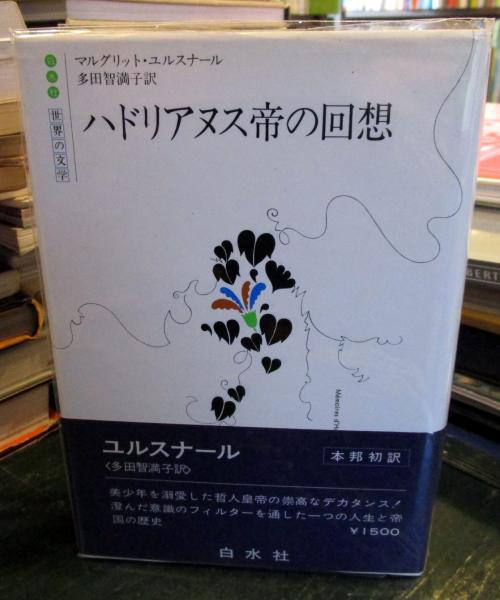 マルグリット・ユルスナール
多田智満子訳
白水社
世界の文学
ハドリアヌス帝の回想
ユルスナール
〈多田智満子訳〉
本邦初訳
美少年を溺愛した哲人皇帝の崇高なデカタンス!
澄んだ意識のフィルターを通した一つの人生と帝
国の歴史
¥1500
白水社